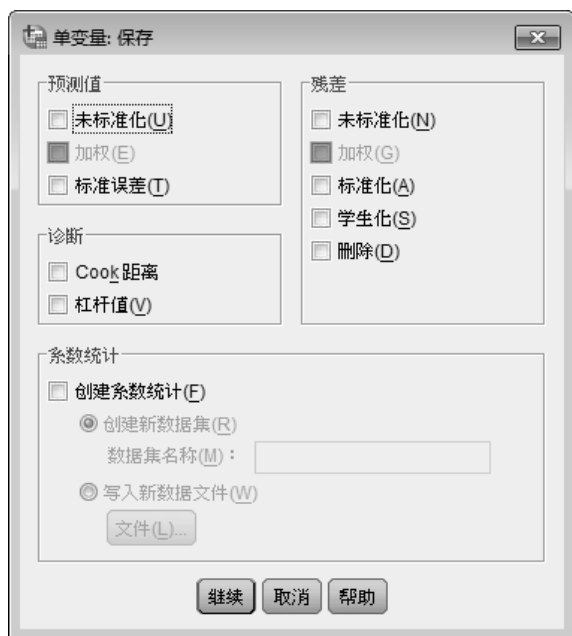 单变量: 保存
预测值
未标准化(U)
加权(E)
标准误差(T)
诊断
Cook 距离
杠杆值(V)
残差
未标准化(N)
加权(G)
标准化(A)
学生化(S)
删除(D)
系数统计
创建系数统计(F)
创建新数据集(R)
数据集名称(M)：
写入新数据文件(W)
文件(L)...
继续 取消 帮助